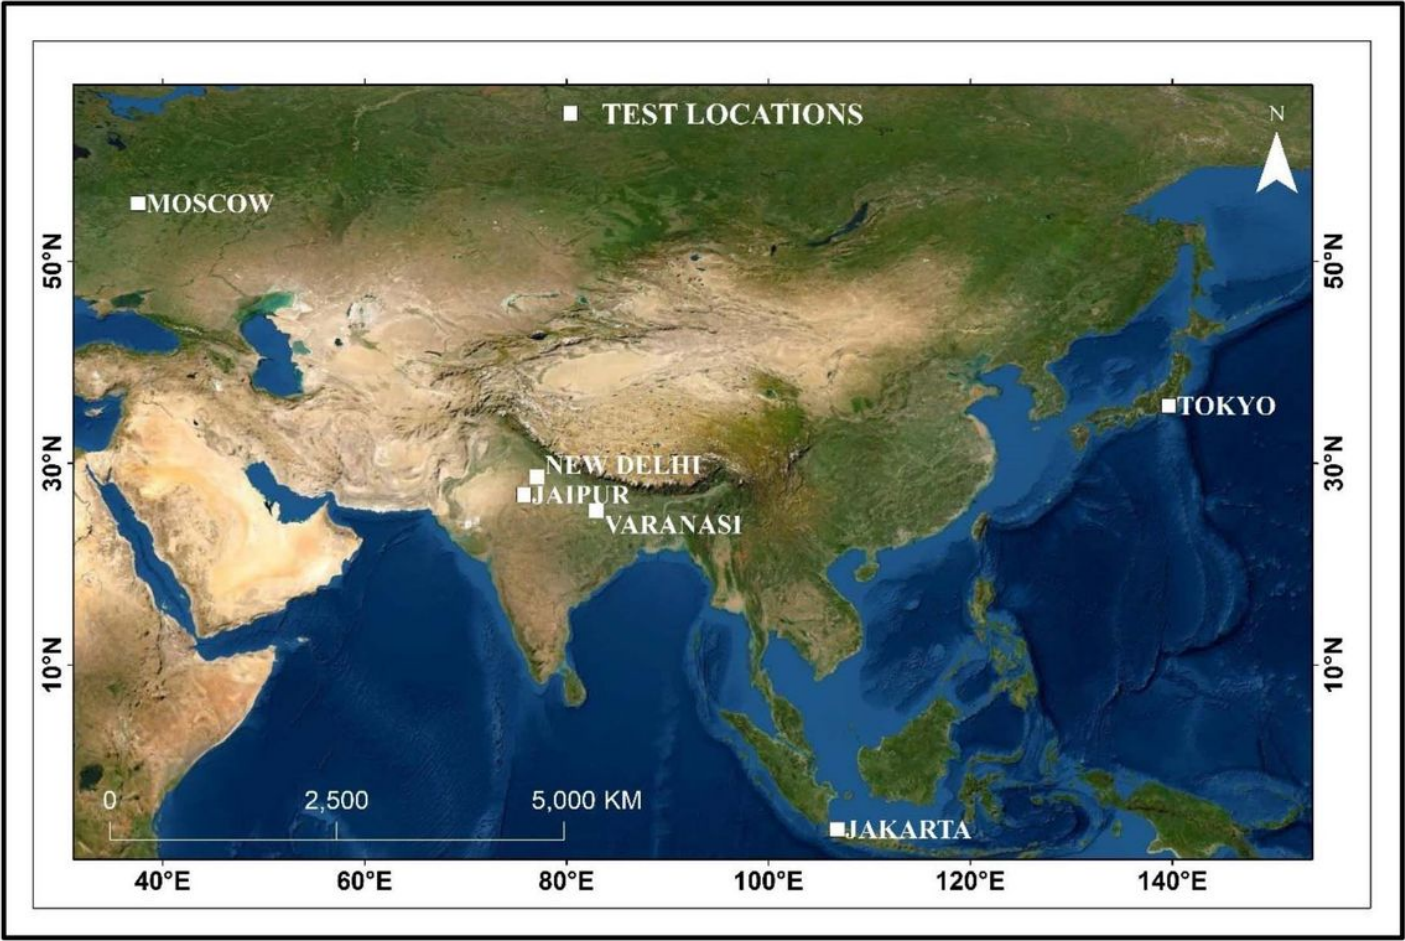 TEST LOCATIONS
N
MOSCOW
50°N
50°N
TOKYO
30°N
30°N
NEW DELHI
JAIPUR
VARANASI
10°N
10°N
0 2,500 5,000 KM
JAKARTA
40°E 60°E 80°E 100°E 120°E 140°E